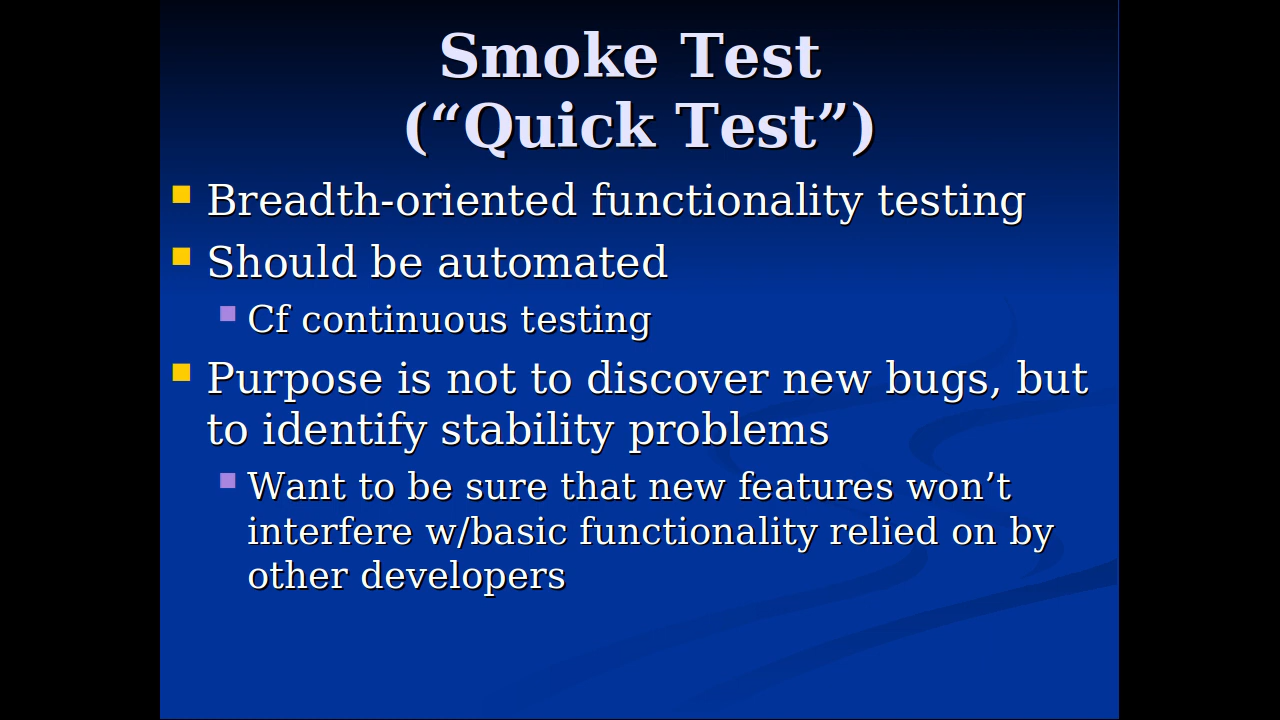 Smoke Test
(“Quick Test”)
Breadth-oriented functionality testing
Should be automated
Cf continuous testing
Purpose is not to discover new bugs, but
to identify stability problems
Want to be sure that new features won’t
interfere w/basic functionality relied on by
other developers